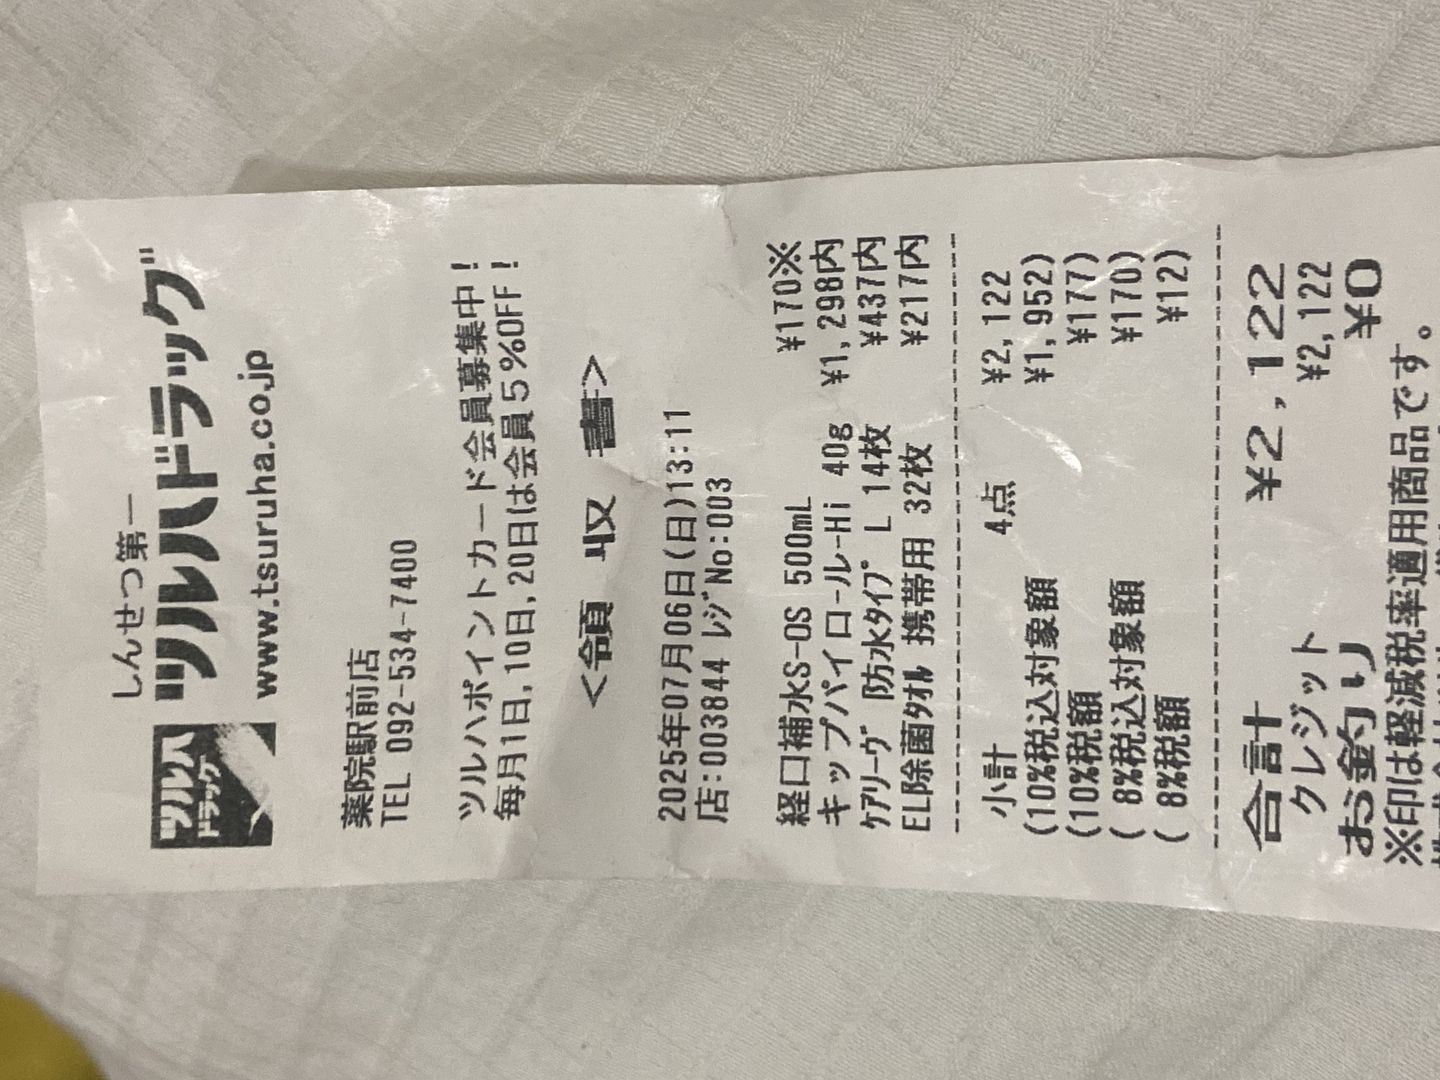 しんせつ第一
ツルハドラッグ
ツルハ
ドラッグ
www.tsuruha.co.jp
薬院駅前店
TEL 092-534-7400
ツルハポイントカード会員募集中！
毎月1日,10日,20日は会員５％OFF！
＜領 収 書＞
2025年07月06日(日)13:11
店:003844 ﾚｼﾞNo:003
経口補水S-OS 500mL ¥170※
キップパイロール-Hi 40g ¥1,298内
ｹｱﾘｰｳﾞ 防水ﾀｲﾌﾟ L 14枚 ¥437内
EL除菌ﾀｵﾙ 携帯用 32枚 ¥217内
小計 4点 ¥2,122
(10%税込対象額 ¥1,952)
(10%税額 ¥177)
( 8%税込対象額 ¥170)
( 8%税額 ¥12)
合計 ¥2,122
クレジット ¥2,122
お釣り ¥0
※印は軽減税率適用商品です。